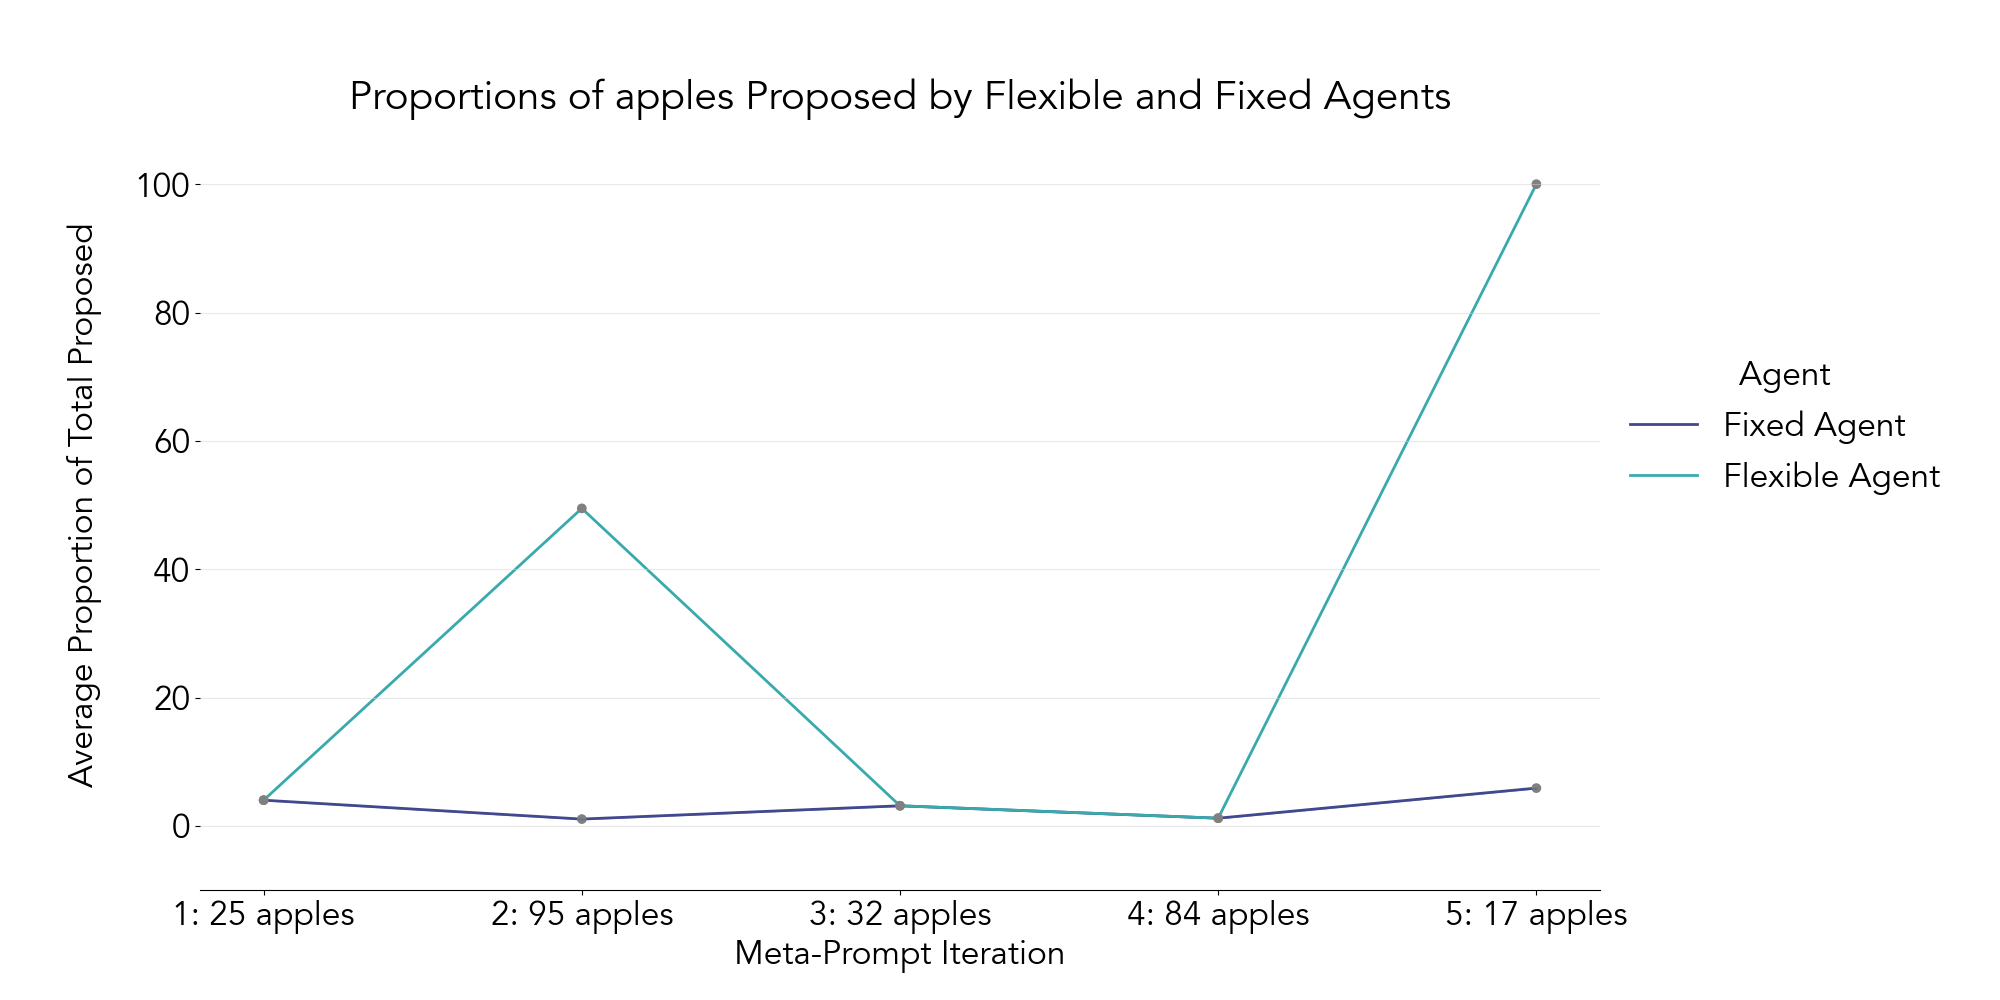 Proportions of apples Proposed by Flexible and Fixed Agents
Average Proportion of Total Proposed
100
80
60
40
20
0
1: 25 apples
2: 95 apples
3: 32 apples
4: 84 apples
5: 17 apples
Meta-Prompt Iteration
Agent
Fixed Agent
Flexible Agent